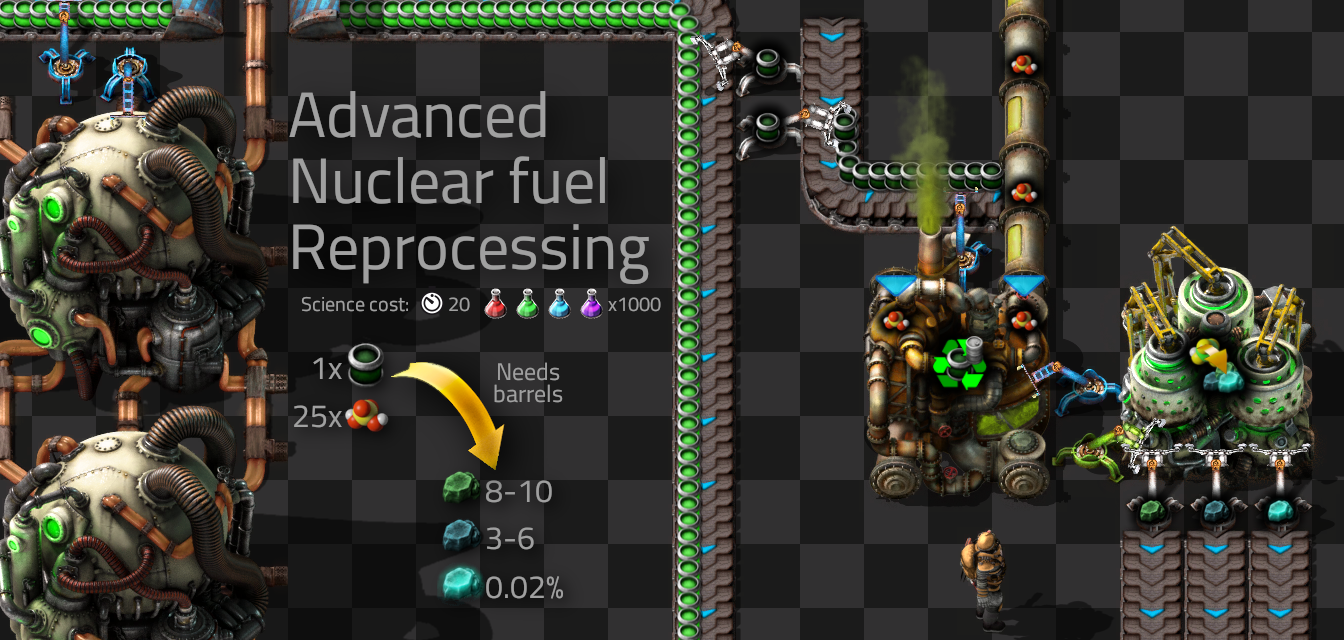 Advanced
Nuclear fuel
Reprocessing
Science cost: 20 x1000
1x
Needs
barrels
25x
8-10
3-6
0.02%